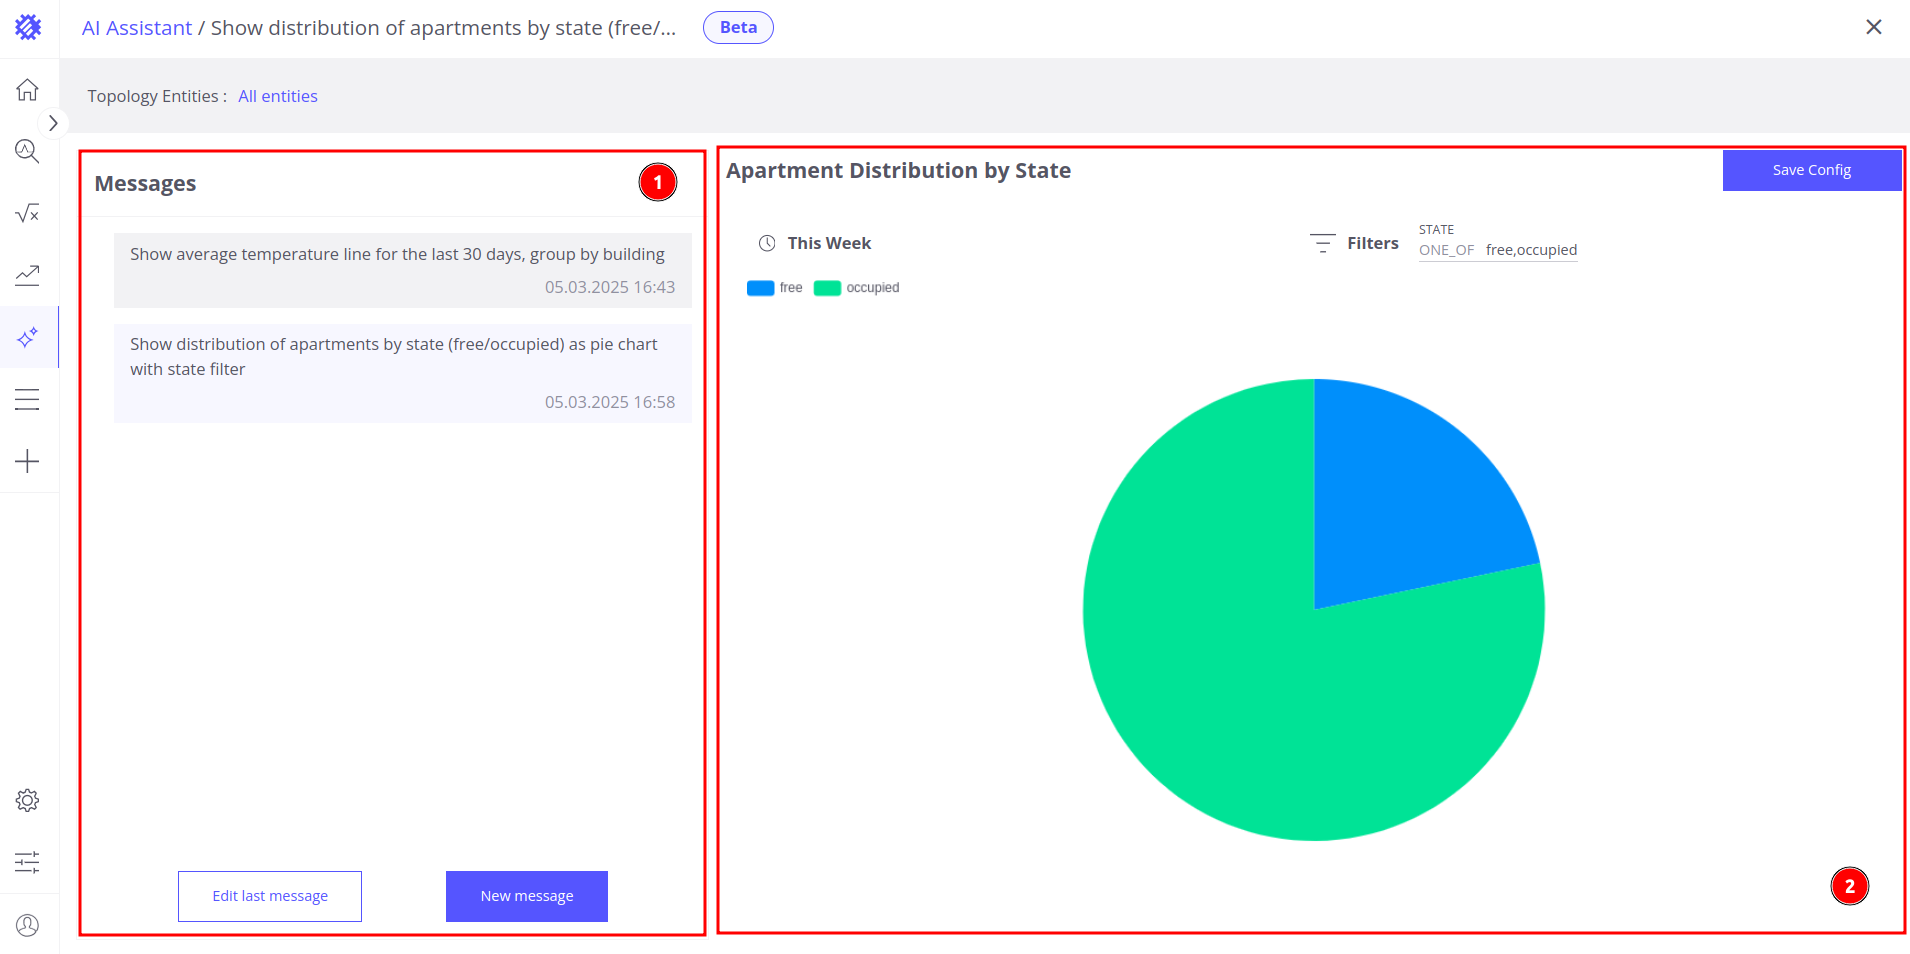 AI Assistant / Show distribution of apartments by state (free/...
Beta
Topology Entities : All entities
Messages
1
Show average temperature line for the last 30 days, group by building
05.03.2025 16:43
Show distribution of apartments by state (free/occupied) as pie chart
with state filter
05.03.2025 16:58
Edit last message
New message
Apartment Distribution by State
Save Config
This Week
Filters
STATE
ONE_OF free,occupied
free
occupied
2
√x